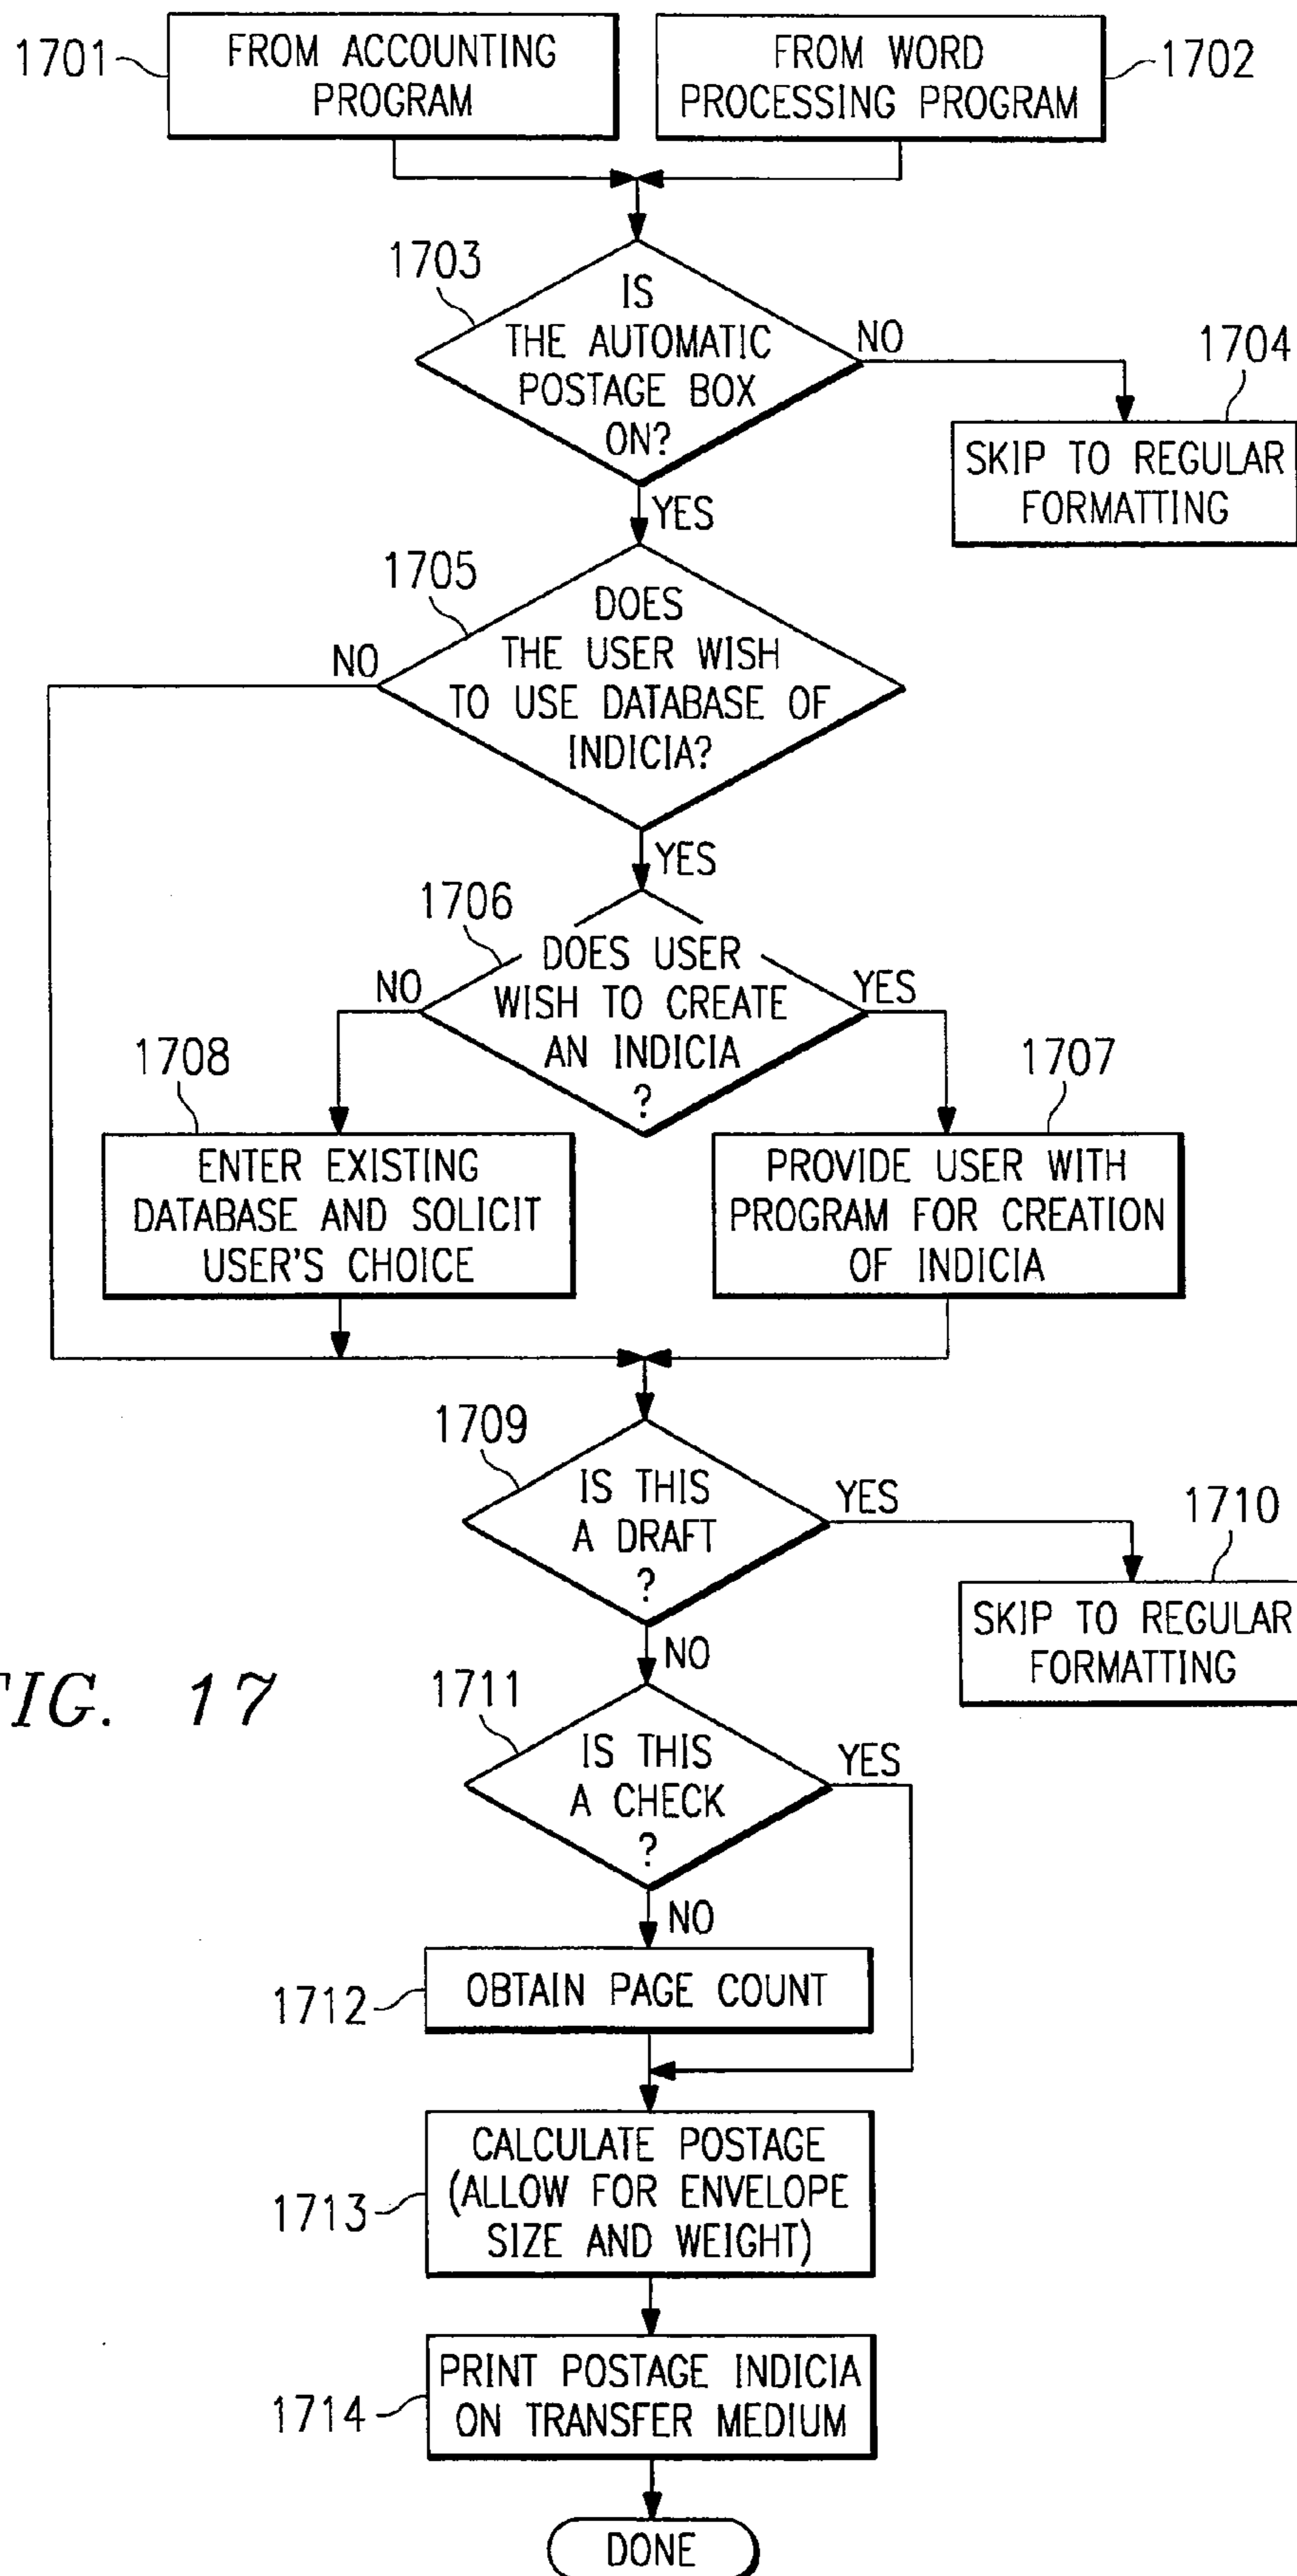 1701
FROM ACCOUNTING
PROGRAM
FROM WORD
PROCESSING PROGRAM
1702
1703
IS
THE AUTOMATIC
POSTAGE BOX
ON?
NO
1704
SKIP TO REGULAR
FORMATTING
YES
1705
DOES
THE USER WISH
TO USE DATABASE OF
INDICIA?
NO
YES
1706
DOES USER
WISH TO CREATE
AN INDICIA
?
NO
YES
1708
1707
ENTER EXISTING
DATABASE AND SOLICIT
USER'S CHOICE
PROVIDE USER WITH
PROGRAM FOR CREATION
OF INDICIA
1709
IS THIS
A DRAFT
?
YES
1710
SKIP TO REGULAR
FORMATTING
NO
FIG. 17
1711
IS THIS
A CHECK
?
YES
NO
1712
OBTAIN PAGE COUNT
1713
CALCULATE POSTAGE
(ALLOW FOR ENVELOPE
SIZE AND WEIGHT)
1714
PRINT POSTAGE INDICIA
ON TRANSFER MEDIUM
DONE